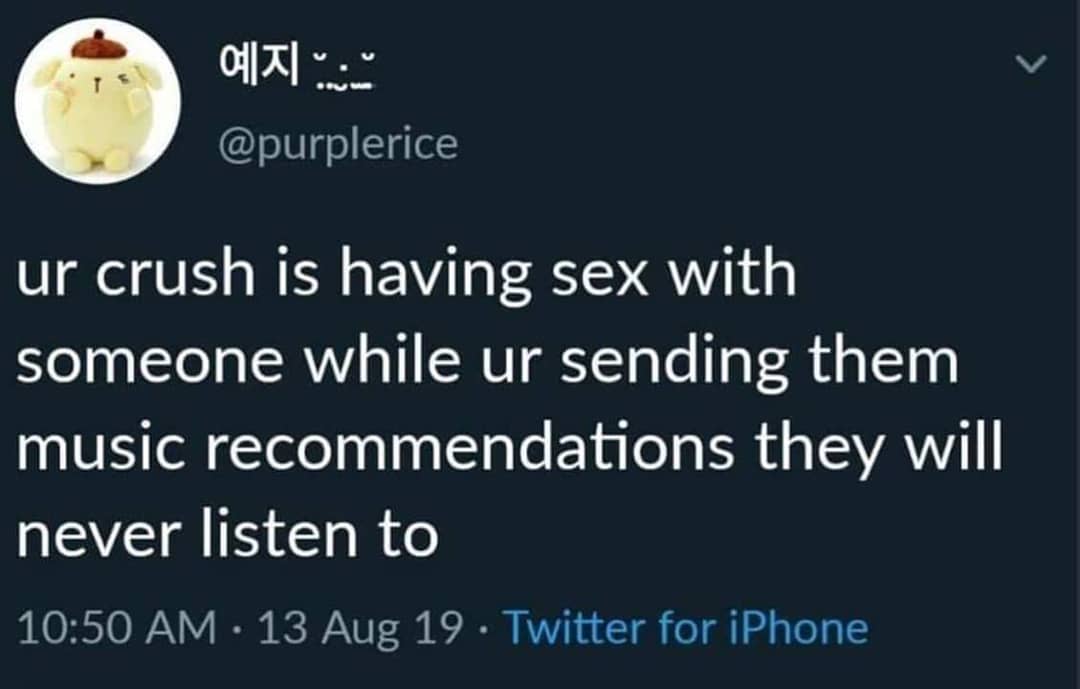 예지
@purplerice
ur crush is having sex with
someone while ur sending them
music recommendations they will
never listen to
10:50 AM · 13 Aug 19 · Twitter for iPhone